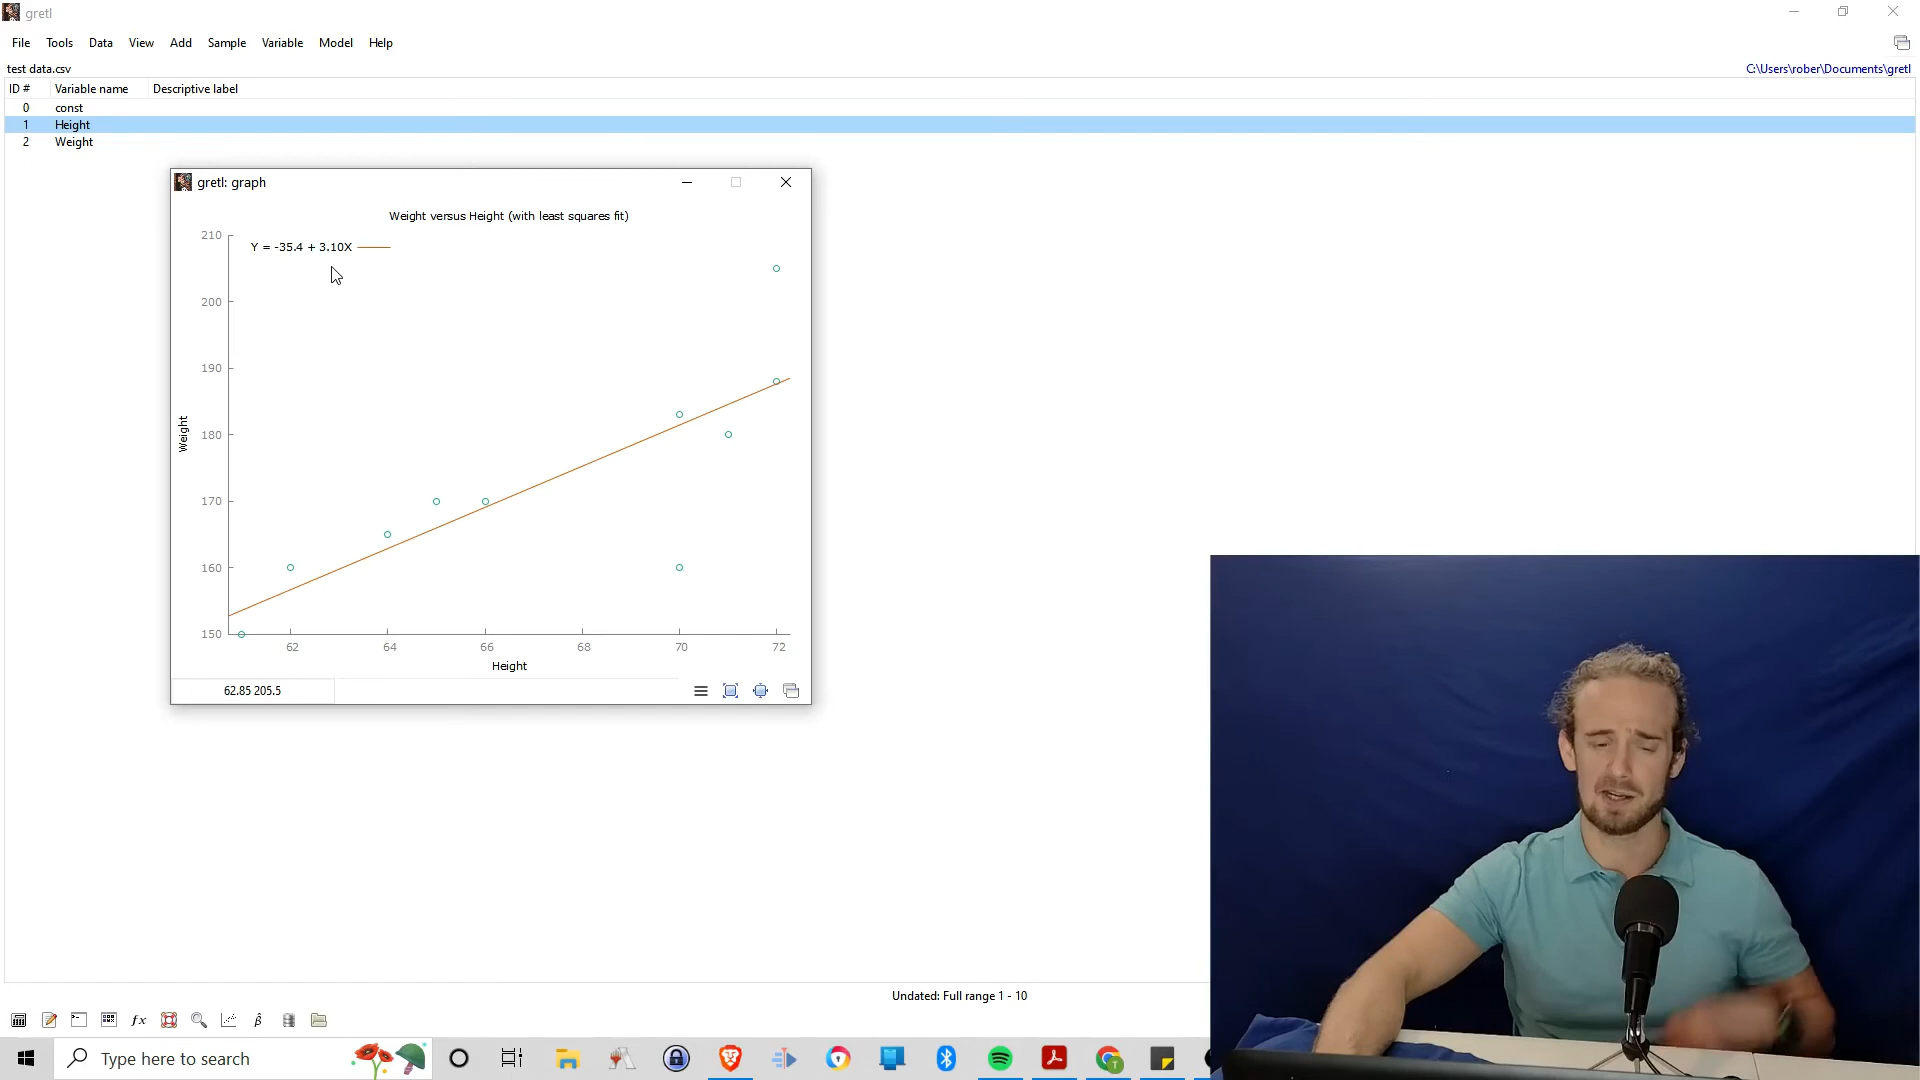 gretl
File Tools Data View Add Sample Variable Model Help
test data.csv
C:\Users\rober\Documents\gretl
ID # Variable name Descriptive label
0 const
1 Height
2 Weight
gretl: graph
Weight versus Height (with least squares fit)
Y = -35.4 + 3.10X
210
200
190
180
170
160
150
Weight
62 64 66 68 70 72
Height
62.85 205.5
Undated: Full range 1 - 10
fx
β̂
Type here to search